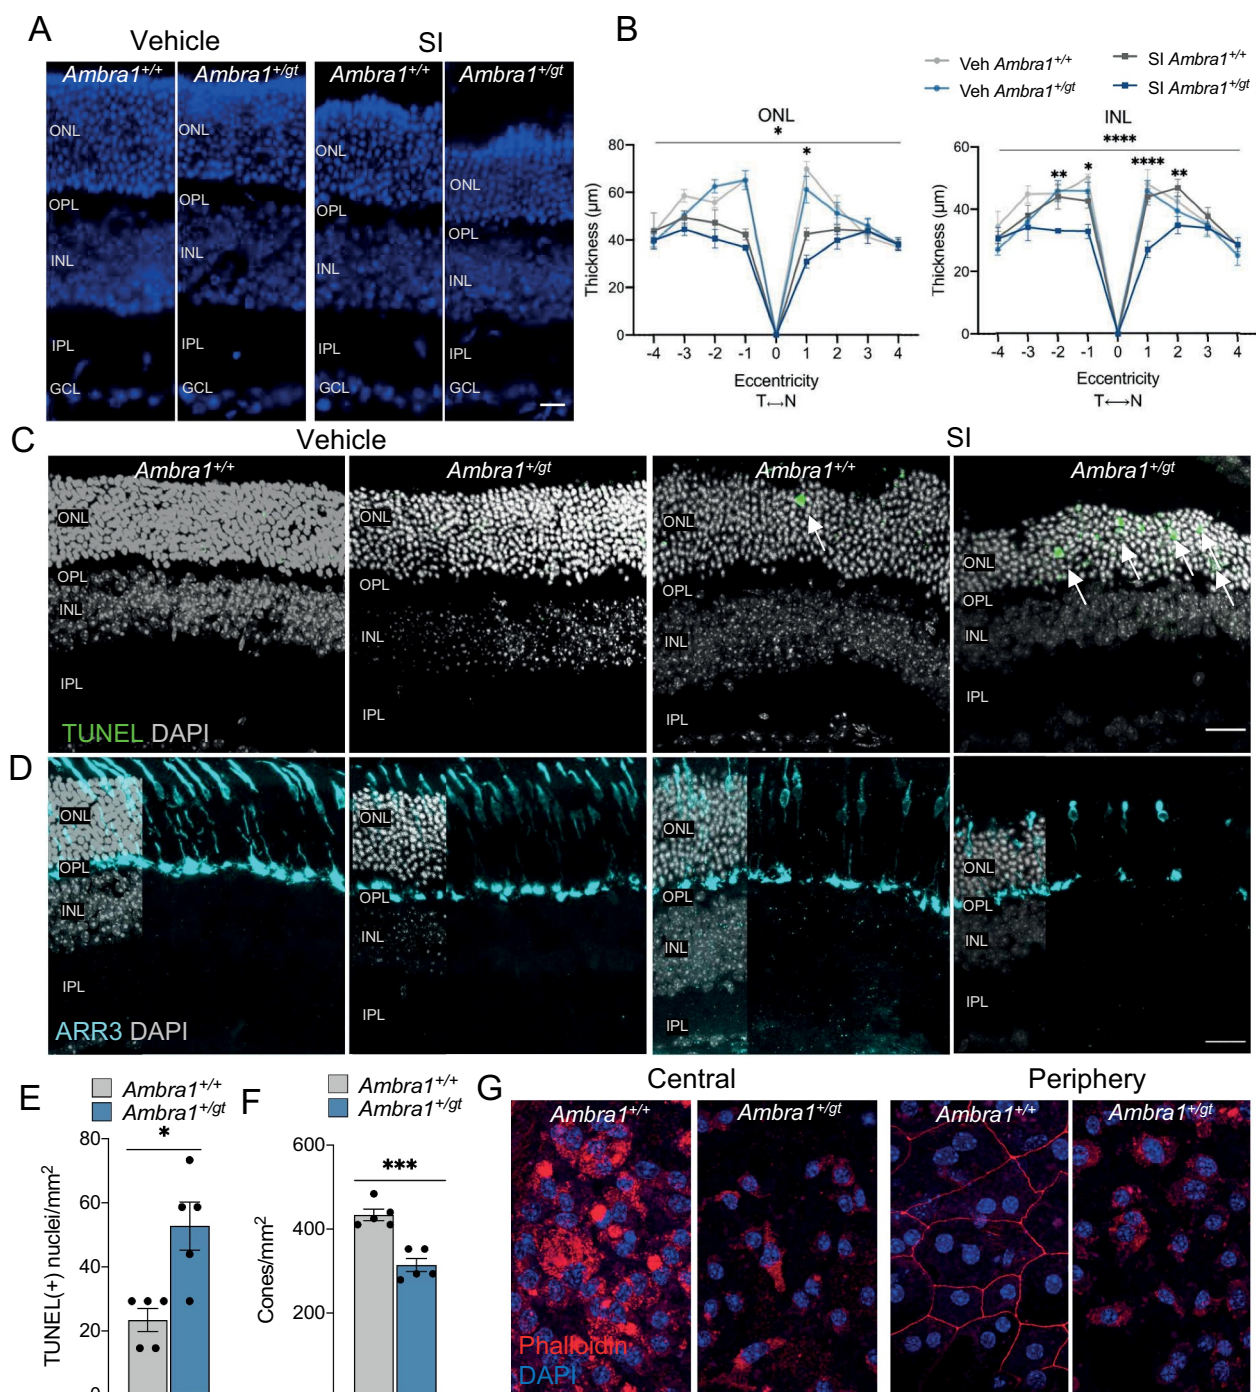 A
Vehicle
SI
Ambra1+/+
Ambra1+/gt
Ambra1+/+
Ambra1+/gt
ONL
ONL
ONL
ONL
OPL
OPL
OPL
OPL
INL
INL
INL
INL
IPL
IPL
IPL
IPL
GCL
GCL
GCL
GCL
B
Veh Ambra1+/+
SI Ambra1+/+
Veh Ambra1+/gt
SI Ambra1+/gt
ONL
*
*
80
60
40
20
0
Thickness (µm)
-4 -3 -2 -1 0 1 2 3 4
Eccentricity
T↔N
INL
****
** * **** **
60
40
20
0
Thickness (µm)
-4 -3 -2 -1 0 1 2 3 4
Eccentricity
T↔N
C
Vehicle
SI
Ambra1+/+
Ambra1+/gt
Ambra1+/+
Ambra1+/gt
ONL
ONL
ONL
ONL
OPL
OPL
OPL
OPL
INL
INL
INL
INL
IPL
IPL
IPL
IPL
TUNEL DAPI
D
ONL
ONL
ONL
ONL
OPL
OPL
OPL
OPL
INL
INL
INL
INL
IPL
IPL
IPL
IPL
ARR3 DAPI
E
Ambra1+/+
Ambra1+/gt
*
80
60
40
20
0
TUNEL(+) nuclei/mm2
F
Ambra1+/+
Ambra1+/gt
***
600
400
200
Cones/mm2
G
Central
Periphery
Ambra1+/+
Ambra1+/gt
Ambra1+/+
Ambra1+/gt
Phalloidin
DAPI